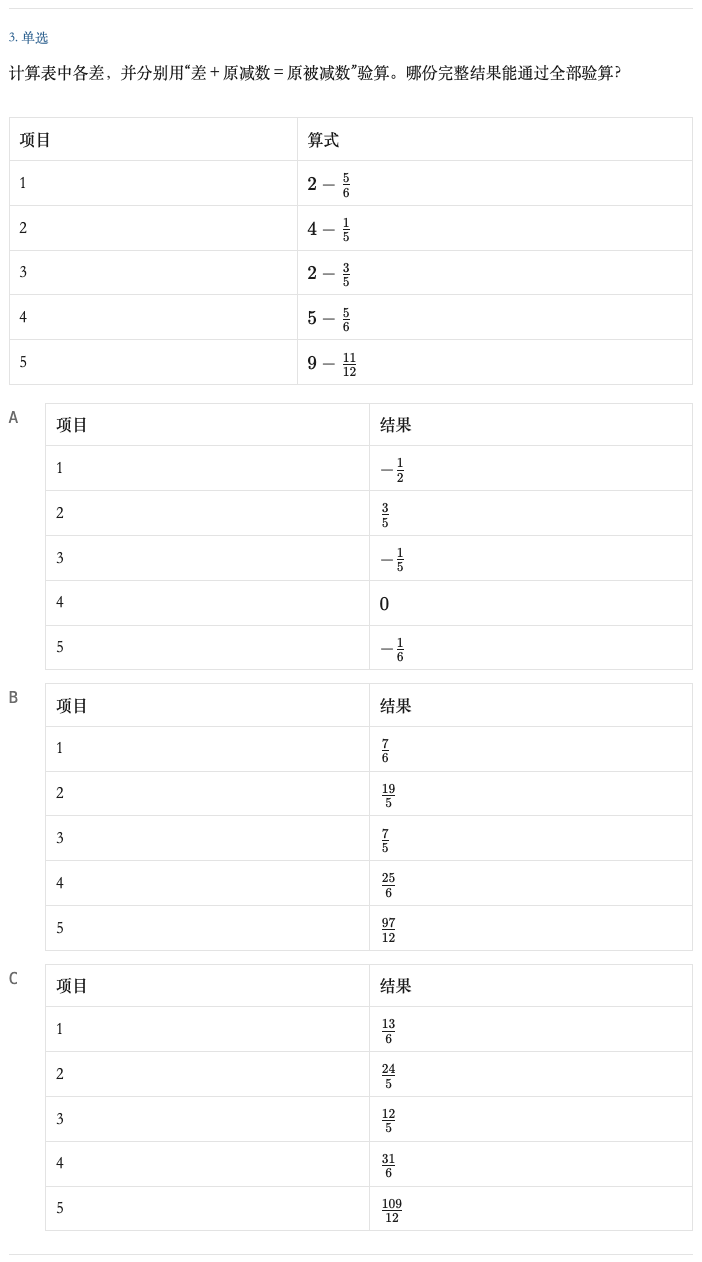 3. 单选
计算表中各差，并分别用“差 + 原减数 = 原被减数”验算。哪份完整结果能通过全部验算?
项目 算式
1 2 − 5/6
2 4 − 1/5
3 2 − 3/5
4 5 − 5/6
5 9 − 11/12
A
项目 结果
1 −1/2
2 3/5
3 −1/5
4 0
5 −1/6
B
项目 结果
1 7/6
2 19/5
3 7/5
4 25/6
5 97/12
C
项目 结果
1 13/6
2 24/5
3 12/5
4 31/6
5 109/12